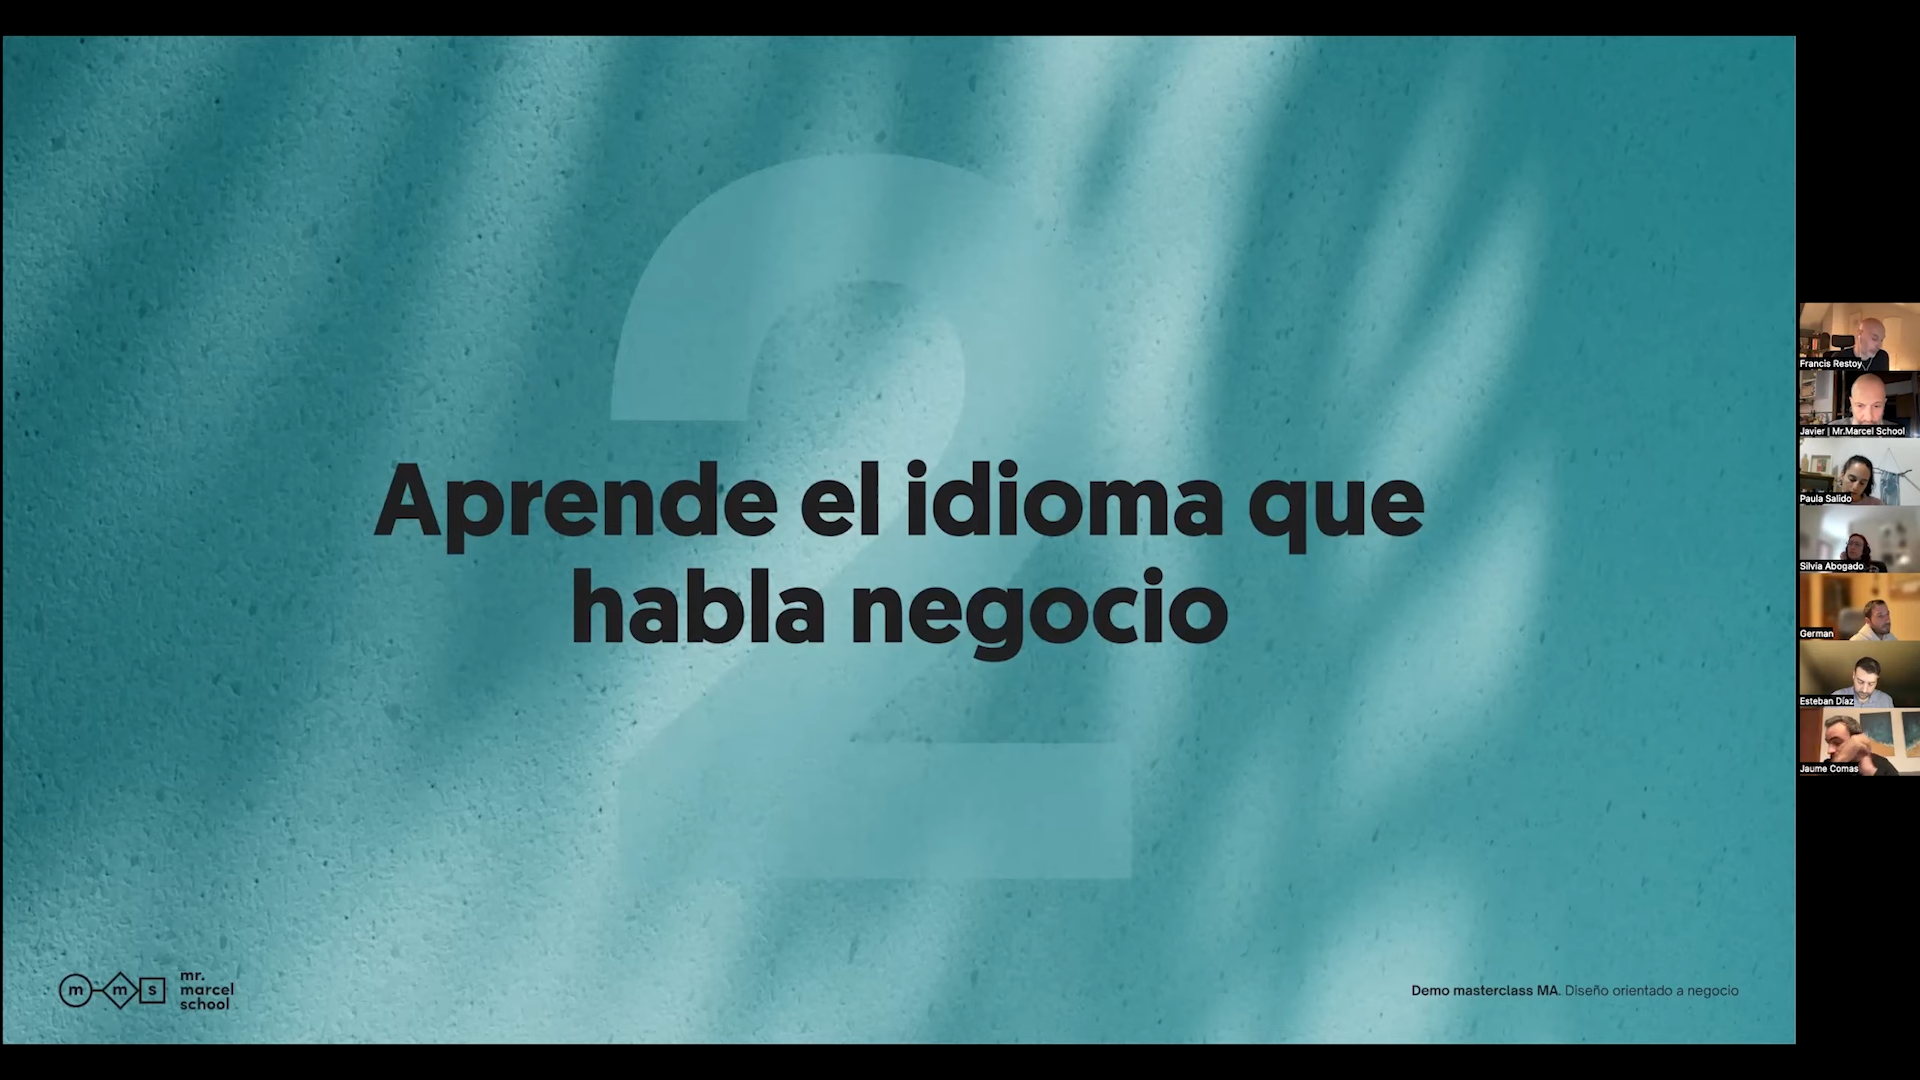 2
Aprende el idioma que
habla negocio
m m s
mr.
marcel
school
Demo masterclass MA. Diseño orientado a negocio
Francis Restoy
Javier | Mr.Marcel School
Paula Salido
Silvia Abogado
German
Esteban Díaz
Jaume Comas